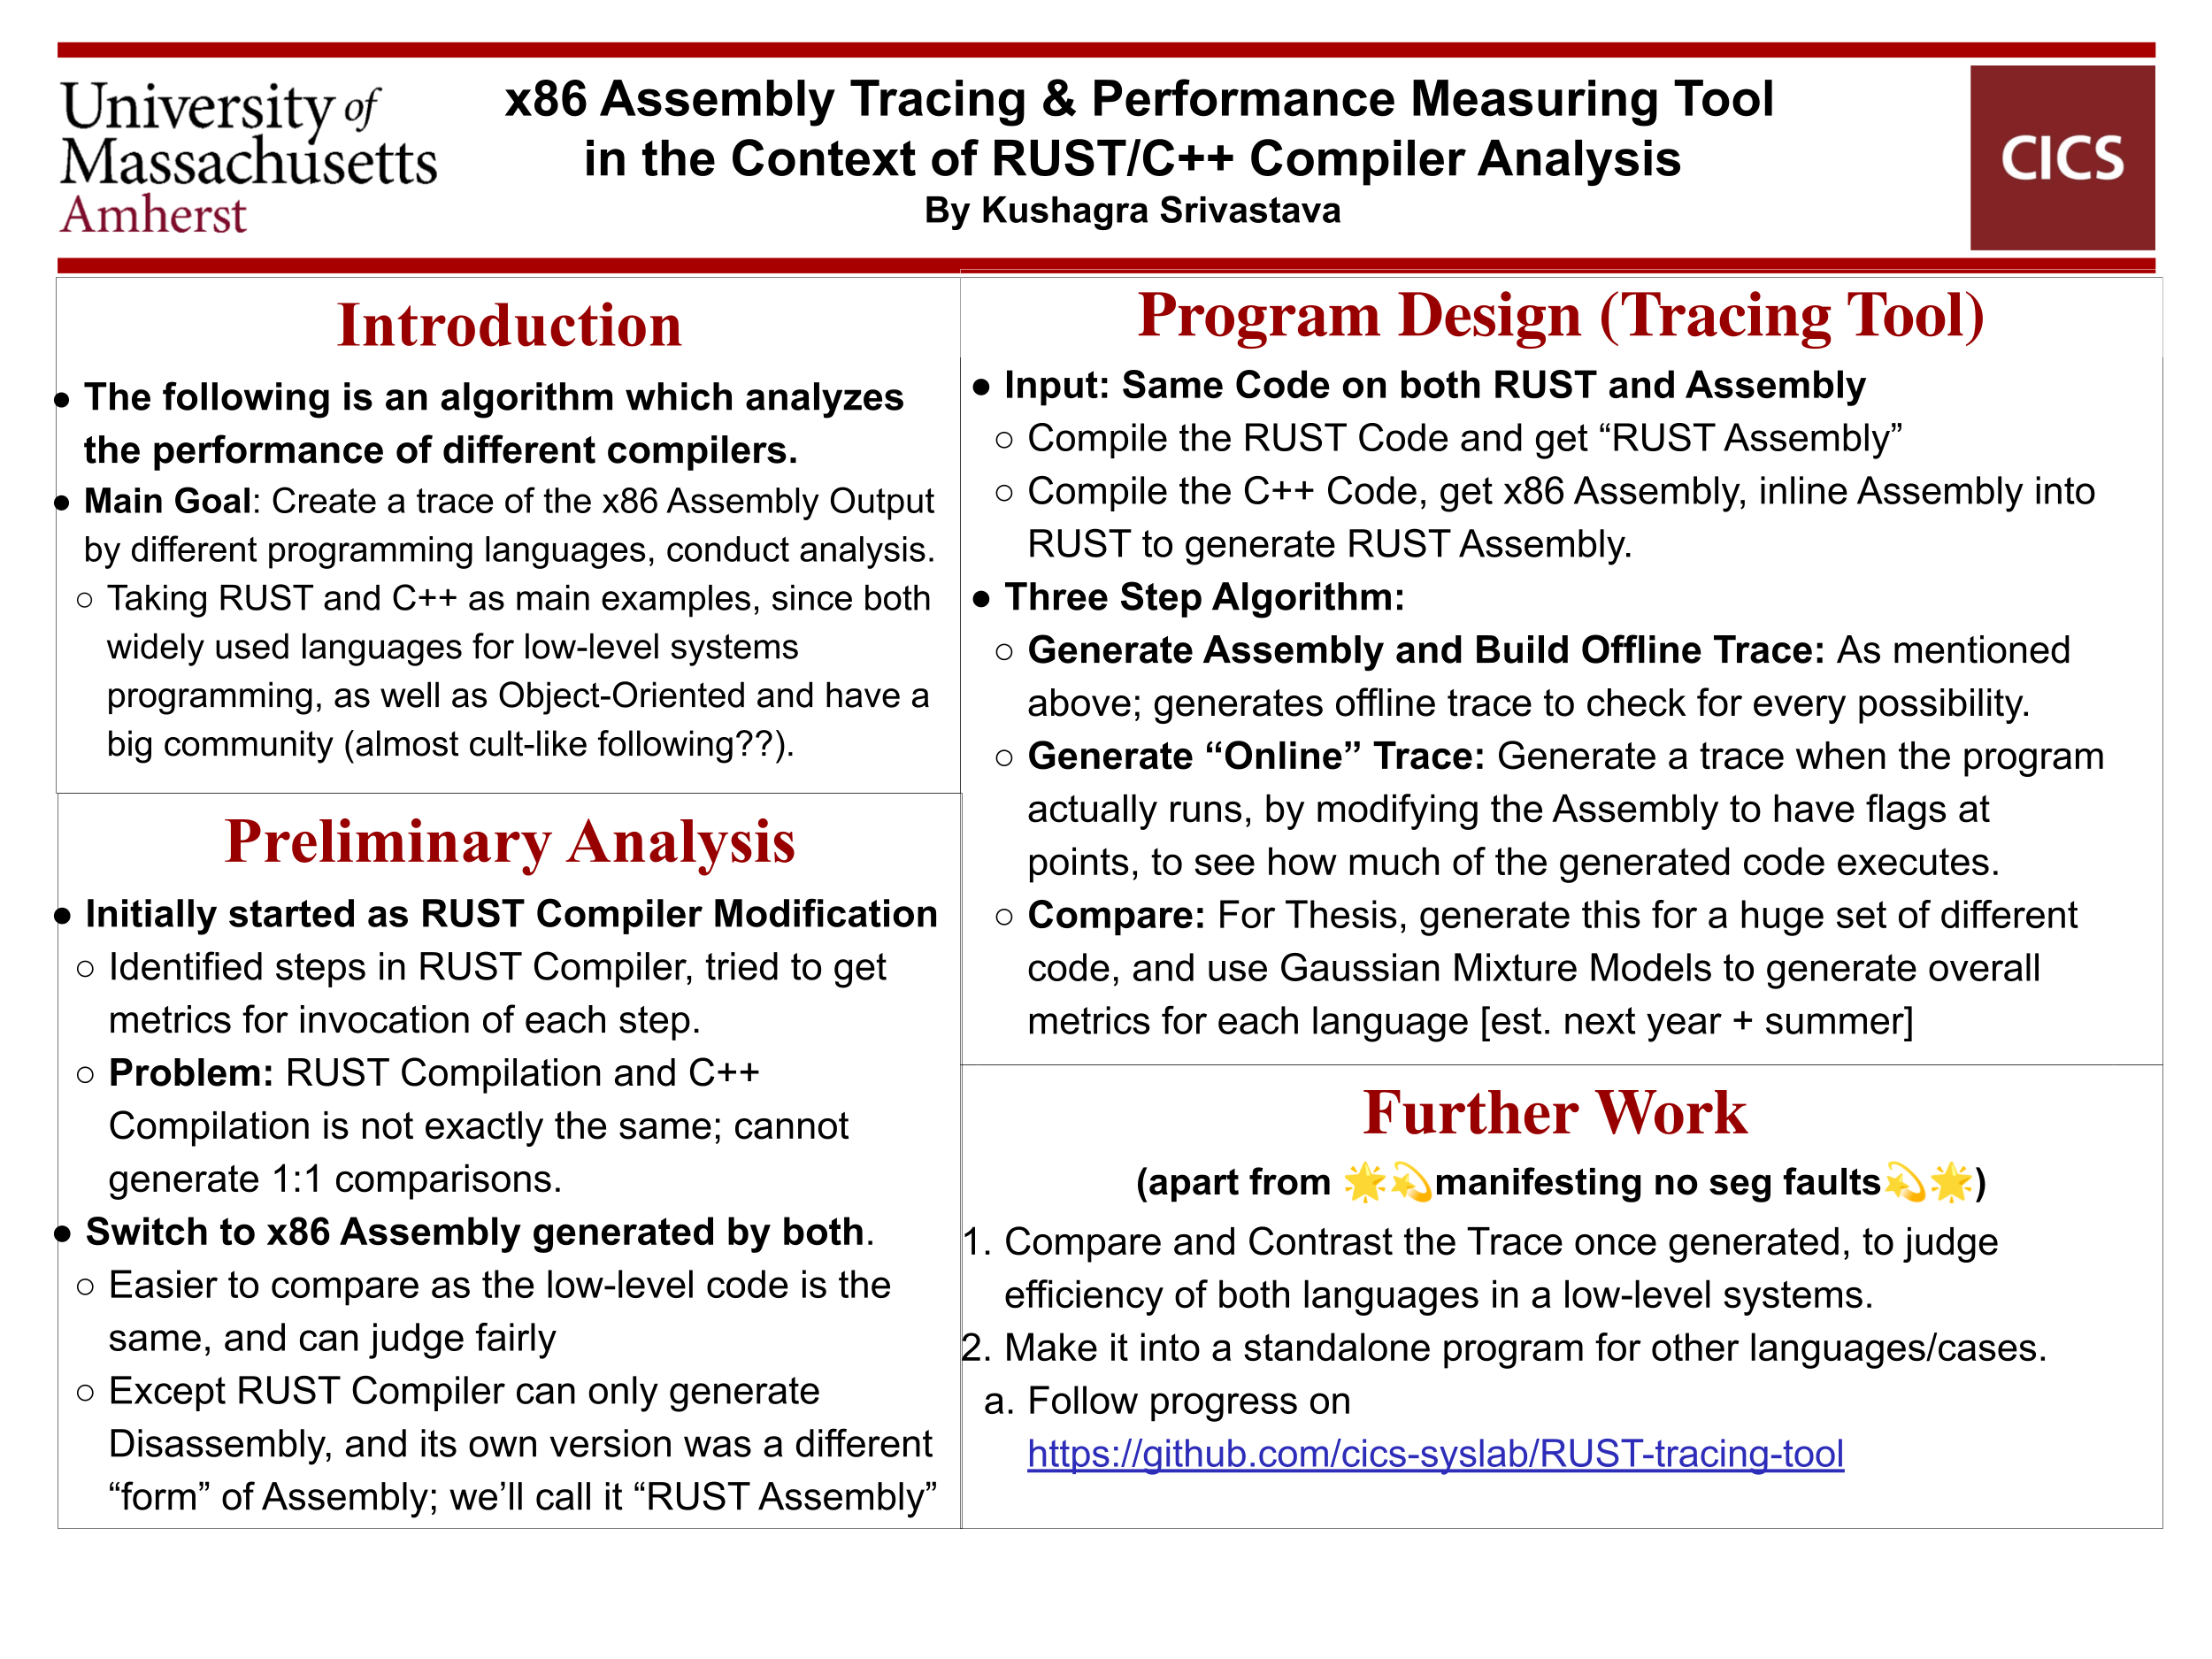 University of
Massachusetts
Amherst
x86 Assembly Tracing & Performance Measuring Tool
in the Context of RUST/C++ Compiler Analysis
By Kushagra Srivastava
CICS
Introduction
● The following is an algorithm which analyzes
the performance of different compilers.
● Main Goal: Create a trace of the x86 Assembly Output
by different programming languages, conduct analysis.
○ Taking RUST and C++ as main examples, since both
widely used languages for low-level systems
programming, as well as Object-Oriented and have a
big community (almost cult-like following??).
Preliminary Analysis
● Initially started as RUST Compiler Modification
○ Identified steps in RUST Compiler, tried to get
metrics for invocation of each step.
○ Problem: RUST Compilation and C++
Compilation is not exactly the same; cannot
generate 1:1 comparisons.
● Switch to x86 Assembly generated by both.
○ Easier to compare as the low-level code is the
same, and can judge fairly
○ Except RUST Compiler can only generate
Disassembly, and its own version was a different
“form” of Assembly; we’ll call it “RUST Assembly”
Program Design (Tracing Tool)
● Input: Same Code on both RUST and Assembly
○ Compile the RUST Code and get “RUST Assembly”
○ Compile the C++ Code, get x86 Assembly, inline Assembly into
RUST to generate RUST Assembly.
● Three Step Algorithm:
○ Generate Assembly and Build Offline Trace: As mentioned
above; generates offline trace to check for every possibility.
○ Generate “Online” Trace: Generate a trace when the program
actually runs, by modifying the Assembly to have flags at
points, to see how much of the generated code executes.
○ Compare: For Thesis, generate this for a huge set of different
code, and use Gaussian Mixture Models to generate overall
metrics for each language [est. next year + summer]
Further Work
(apart from 🌟💫manifesting no seg faults💫🌟)
1. Compare and Contrast the Trace once generated, to judge
efficiency of both languages in a low-level systems.
2. Make it into a standalone program for other languages/cases.
a. Follow progress on
https://github.com/cics-syslab/RUST-tracing-tool